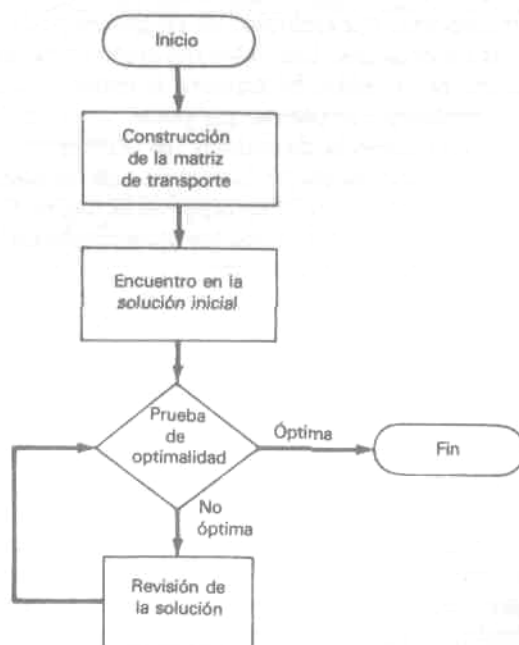 Inicio
Construcción
de la matriz
de transporte
Encuentro en la
solución inicial
Prueba
de
optimalidad
Óptima
Fin
No
óptima
Revisión de
la solución